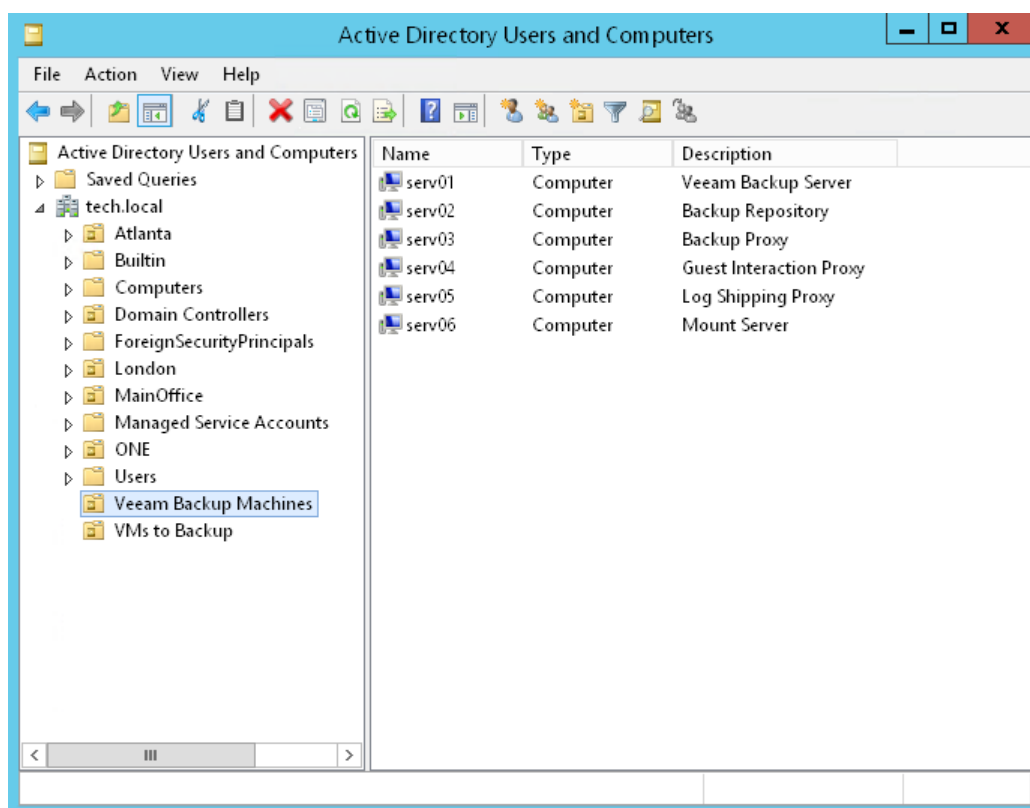 Active Directory Users and Computers
File Action View Help
Active Directory Users and Computers
Saved Queries
tech.local
Atlanta
Builtin
Computers
Domain Controllers
ForeignSecurityPrincipals
London
MainOffice
Managed Service Accounts
ONE
Users
Veeam Backup Machines
VMs to Backup
Name Type Description
serv01 Computer Veeam Backup Server
serv02 Computer Backup Repository
serv03 Computer Backup Proxy
serv04 Computer Guest Interaction Proxy
serv05 Computer Log Shipping Proxy
serv06 Computer Mount Server